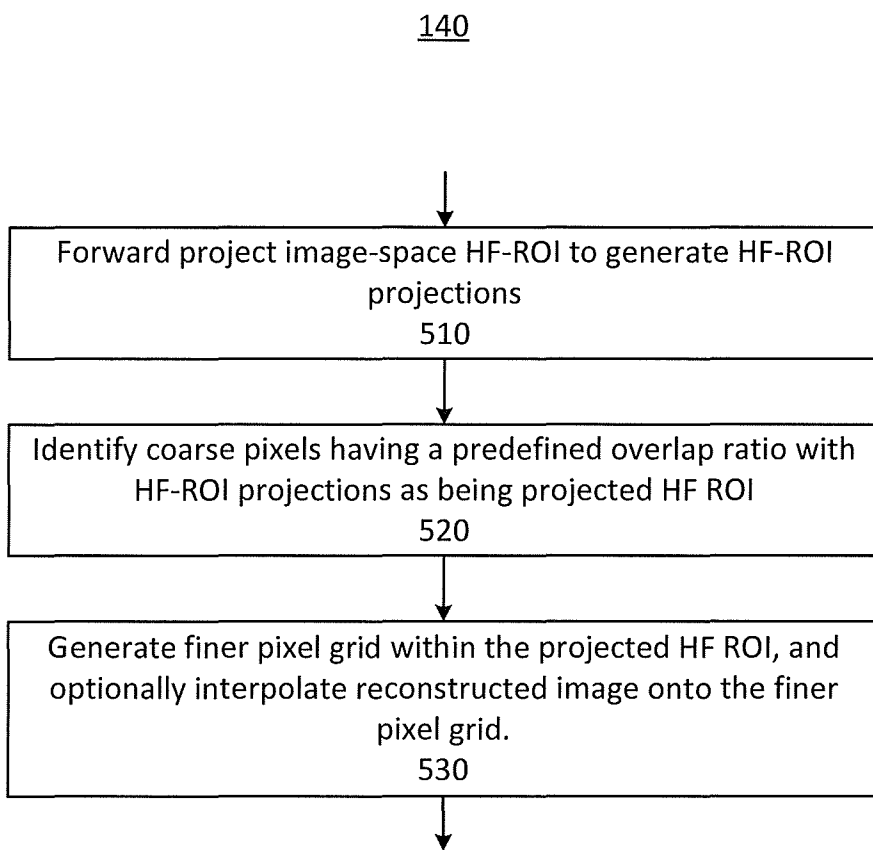 140
Forward project image-space HF-ROI to generate HF-ROI
projections
510
Identify coarse pixels having a predefined overlap ratio with
HF-ROI projections as being projected HF ROI
520
Generate finer pixel grid within the projected HF ROI, and
optionally interpolate reconstructed image onto the finer
pixel grid.
530